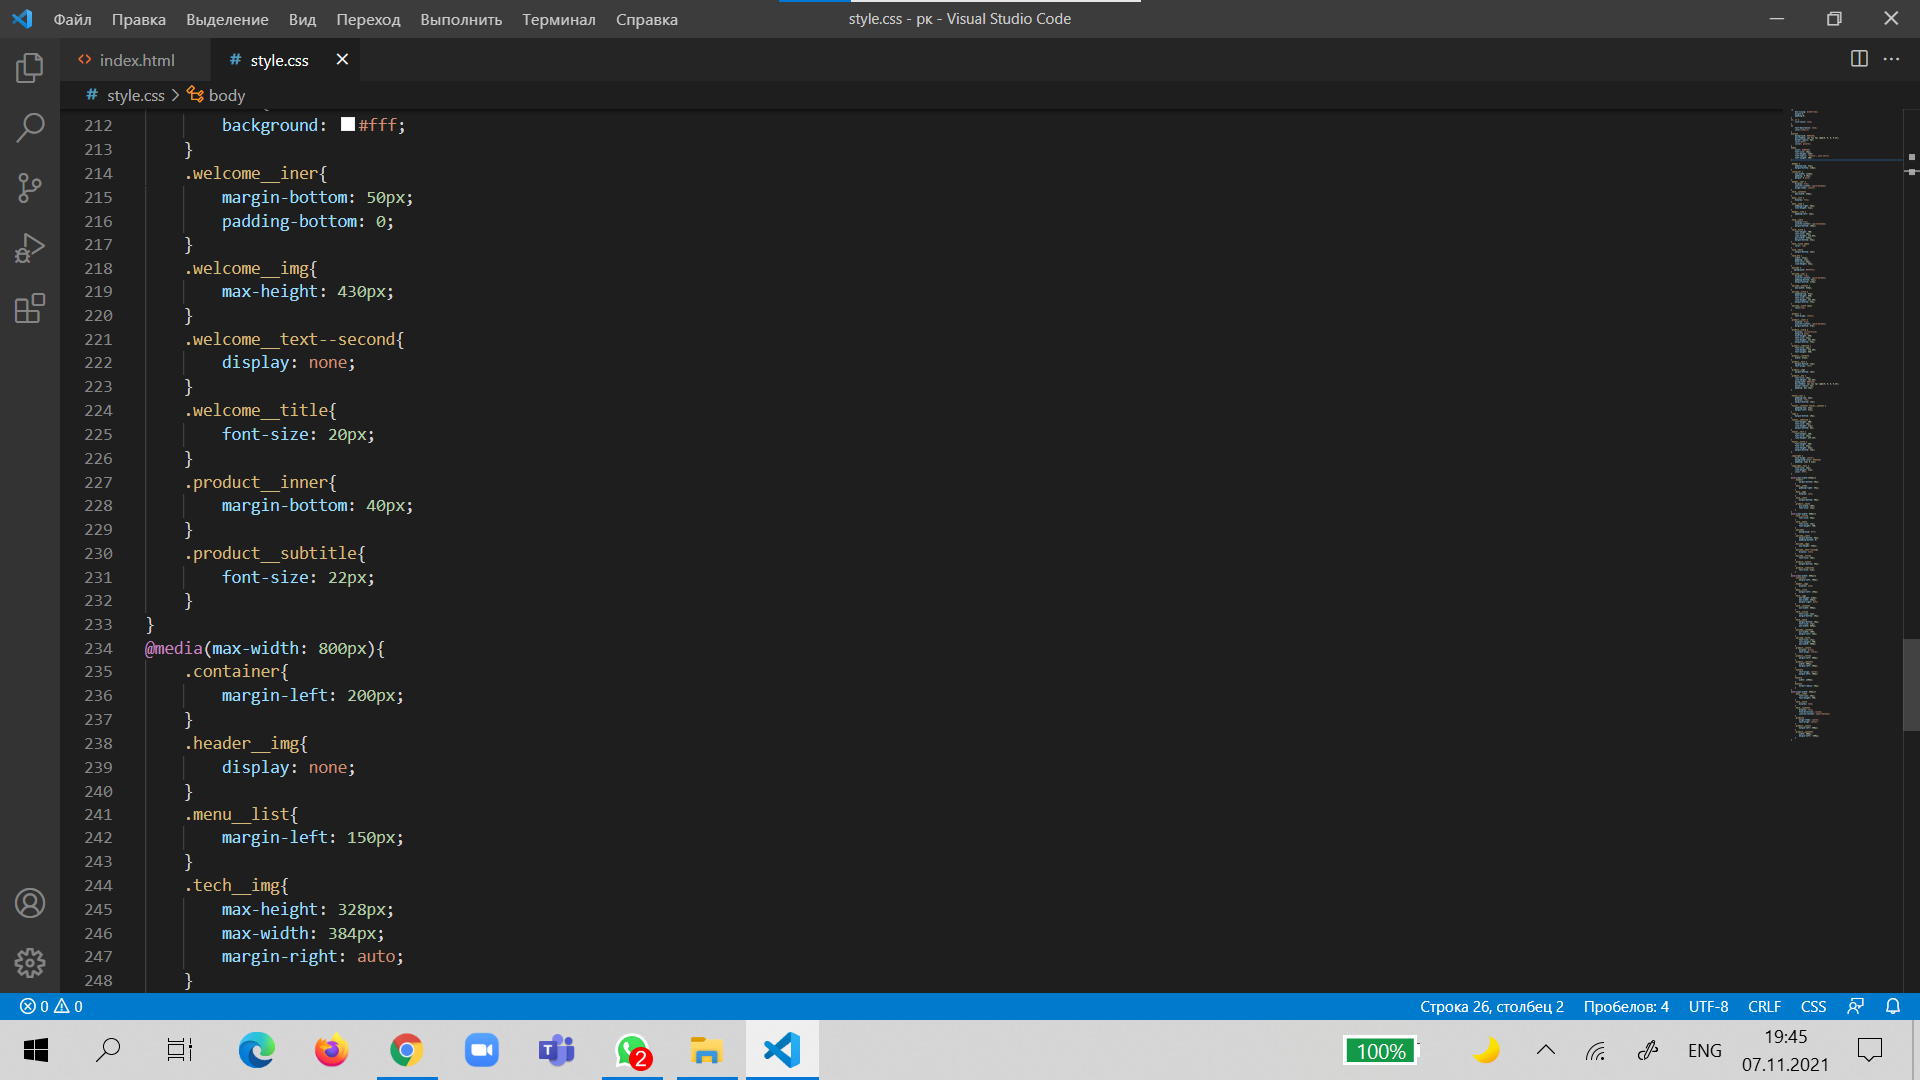 Файл Правка Выделение Вид Переход Выполнить Терминал Справка
style.css - рк - Visual Studio Code
index.html
# style.css
# style.css > body
212 background: #fff;
213 }
214 .welcome__iner{
215 margin-bottom: 50px;
216 padding-bottom: 0;
217 }
218 .welcome__img{
219 max-height: 430px;
220 }
221 .welcome__text--second{
222 display: none;
223 }
224 .welcome__title{
225 font-size: 20px;
226 }
227 .product__inner{
228 margin-bottom: 40px;
229 }
230 .product__subtitle{
231 font-size: 22px;
232 }
233 }
234 @media(max-width: 800px){
235 .container{
236 margin-left: 200px;
237 }
238 .header__img{
239 display: none;
240 }
241 .menu__list{
242 margin-left: 150px;
243 }
244 .tech__img{
245 max-height: 328px;
246 max-width: 384px;
247 margin-right: auto;
248 }
0 0
Строка 26, столбец 2 Пробелов: 4 UTF-8 CRLF CSS
2
100%
ENG
19:45
07.11.2021